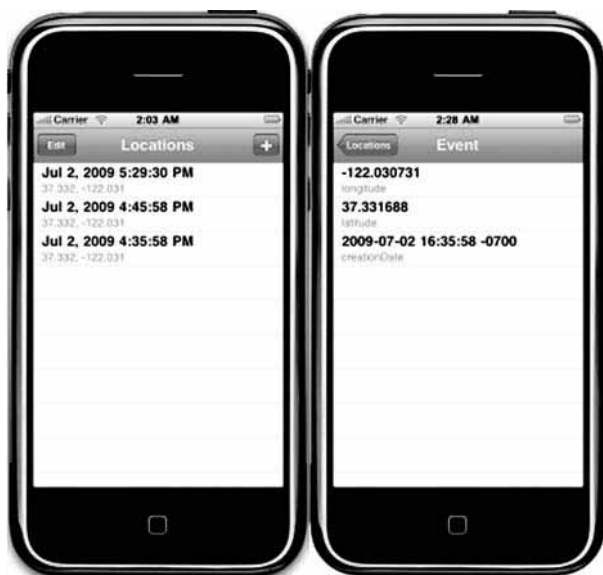 Carrier 2:03 AM
Edit Locations +
Jul 2, 2009 5:29:30 PM
37.332, -122.031
Jul 2, 2009 4:45:58 PM
37.332, -122.031
Jul 2, 2009 4:35:58 PM
37.332, -122.031
Carrier 2:28 AM
Locations Event
-122.030731
longitude
37.331688
latitude
2009-07-02 16:35:58 -0700
creationDate